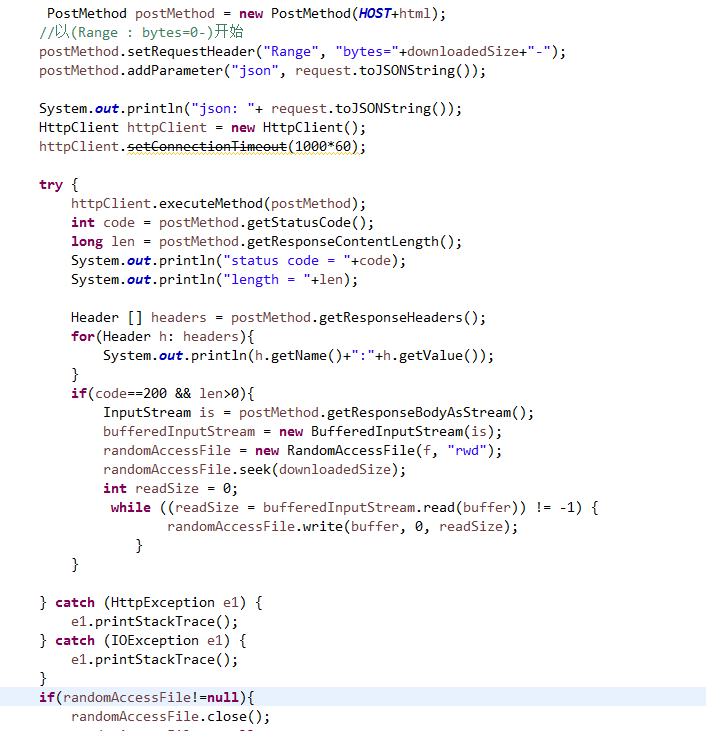 PostMethod postMethod = new PostMethod(HOST+html);
//以(Range : bytes=0-)开始
postMethod.setRequestHeader("Range", "bytes="+downloadedSize+"-");
postMethod.addParameter("json", request.toJSONString());
System.out.println("json: "+ request.toJSONString());
HttpClient httpClient = new HttpClient();
httpClient.setConnectionTimeout(1000*60);
try {
httpClient.executeMethod(postMethod);
int code = postMethod.getStatusCode();
long len = postMethod.getResponseContentLength();
System.out.println("status code = "+code);
System.out.println("length = "+len);
Header [] headers = postMethod.getResponseHeaders();
for(Header h: headers){
System.out.println(h.getName()+":"+h.getValue());
}
if(code==200 && len>0){
InputStream is = postMethod.getResponseBodyAsStream();
bufferedInputStream = new BufferedInputStream(is);
randomAccessFile = new RandomAccessFile(f, "rwd");
randomAccessFile.seek(downloadedSize);
int readSize = 0;
while ((readSize = bufferedInputStream.read(buffer)) != -1) {
randomAccessFile.write(buffer, 0, readSize);
}
}
} catch (HttpException e1) {
e1.printStackTrace();
} catch (IOException e1) {
e1.printStackTrace();
}
if(randomAccessFile!=null){
randomAccessFile.close();